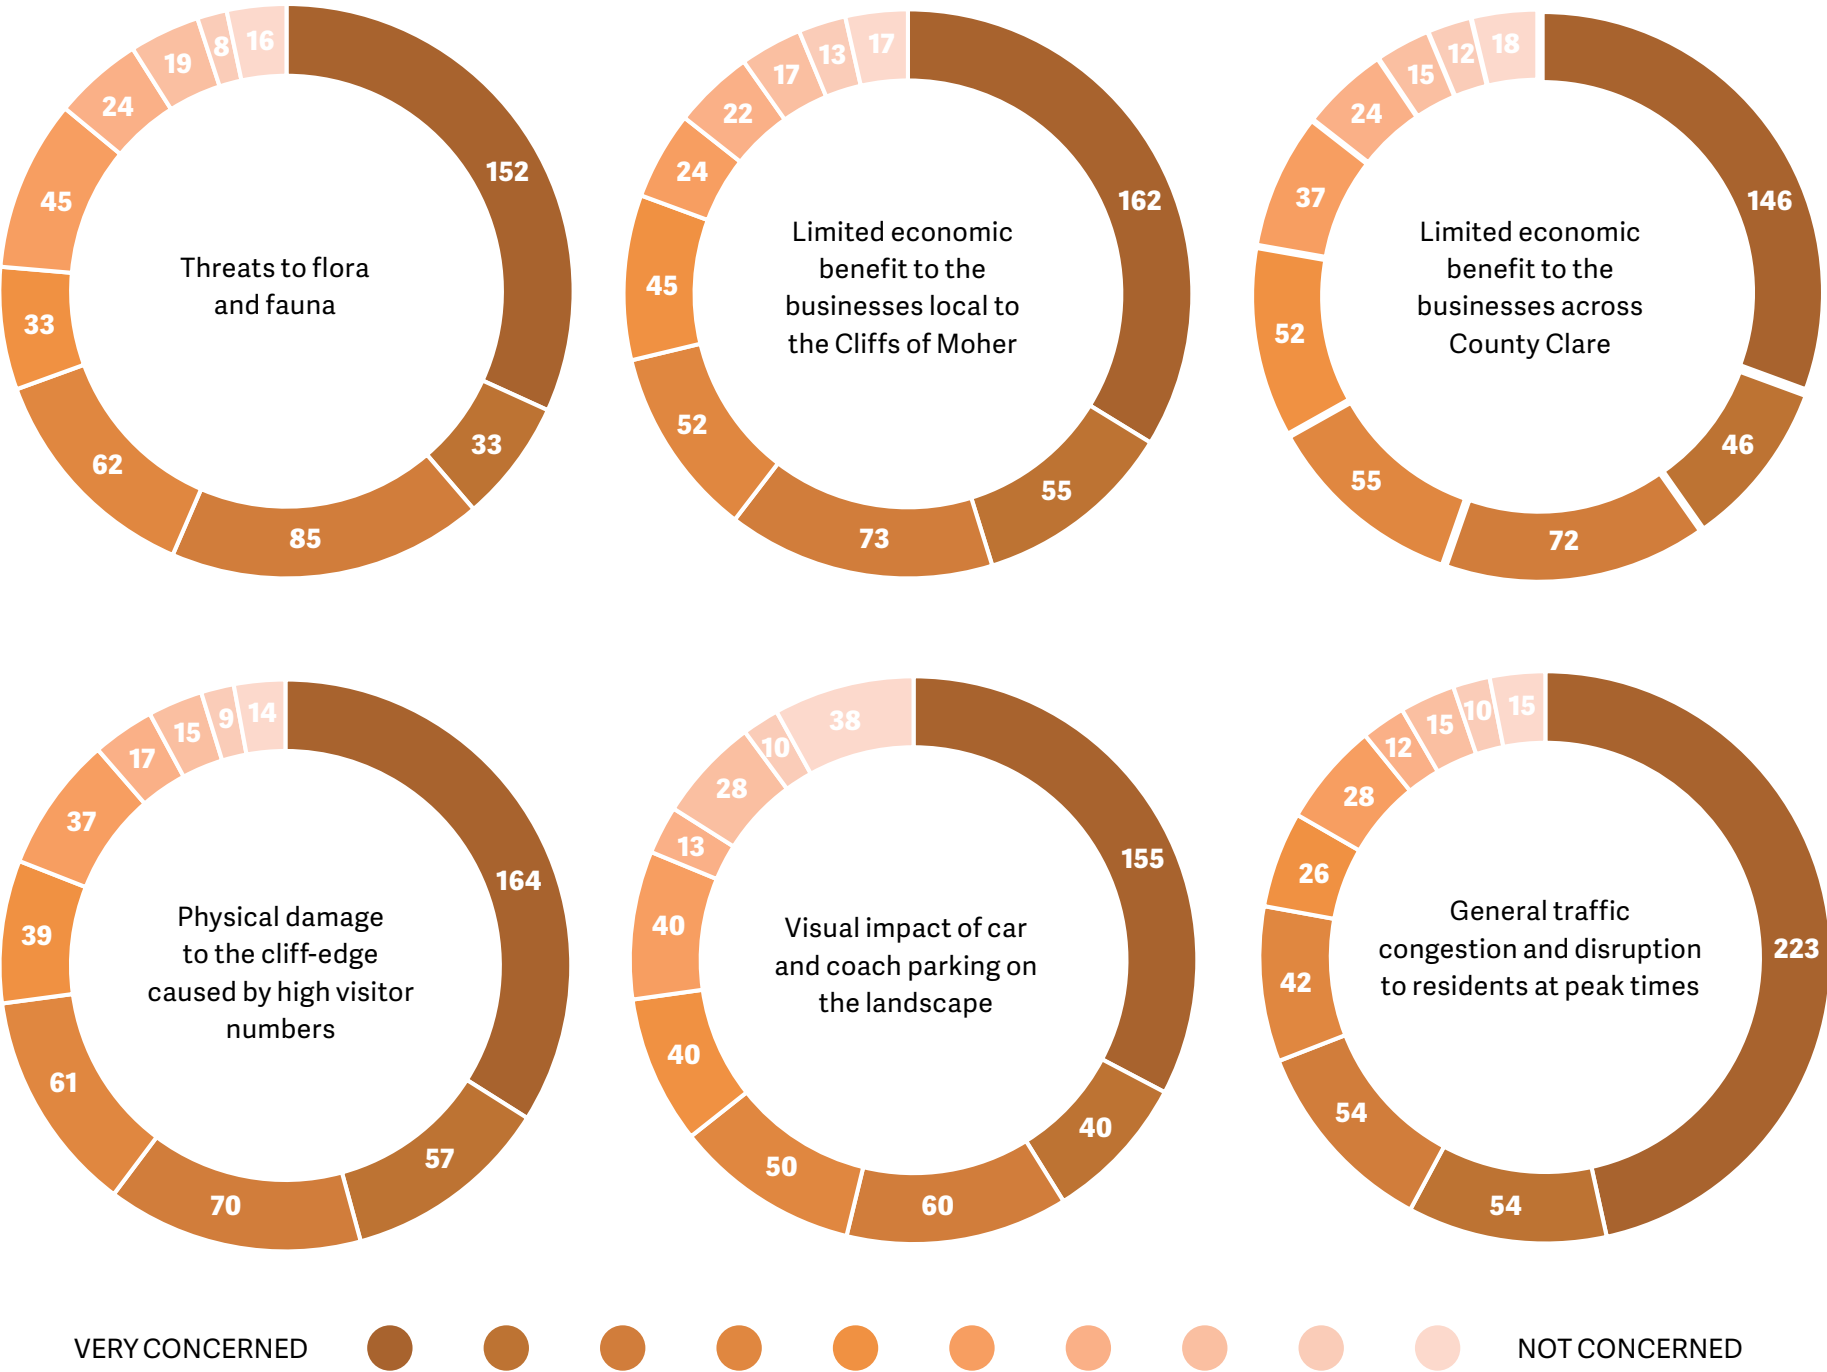 152
33
85
62
33
45
24
19
8
16
Threats to flora
and fauna
162
55
73
52
45
24
22
17
13
17
Limited economic
benefit to the
businesses local to
the Cliffs of Moher
146
46
72
55
52
37
24
15
12
18
Limited economic
benefit to the
businesses across
County Clare
164
57
70
61
39
37
17
15
9
14
Physical damage
to the cliff-edge
caused by high visitor
numbers
155
40
60
50
40
40
13
28
10
38
Visual impact of car
and coach parking on
the landscape
223
54
54
42
26
28
12
15
10
15
General traffic
congestion and disruption
to residents at peak times
VERY CONCERNED
NOT CONCERNED